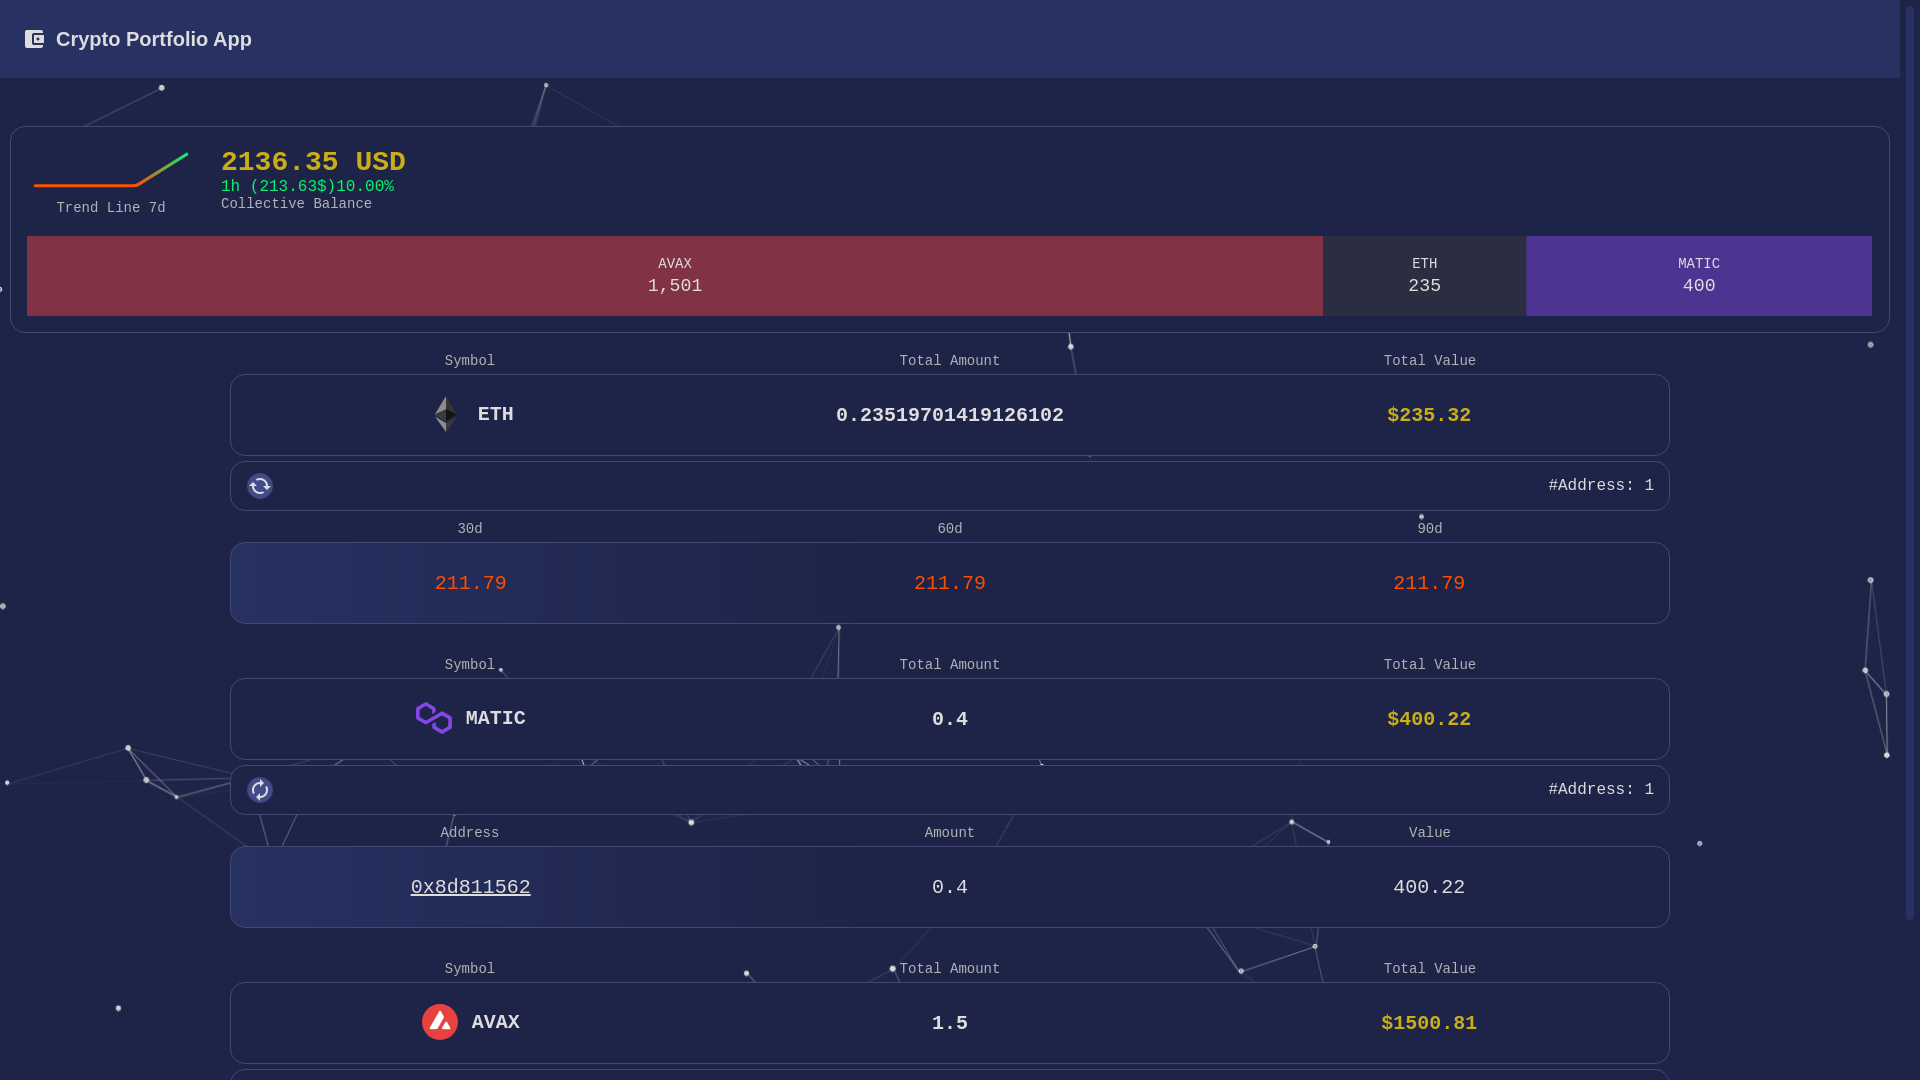 Crypto Portfolio App
2136.35 USD
1h (213.63$)10.00%
Collective Balance
Trend Line 7d
AVAX
1,501
ETH
235
MATIC
400
Symbol Total Amount Total Value
ETH 0.23519701419126102 $235.32
#Address: 1
30d 60d 90d
211.79 211.79 211.79
Symbol Total Amount Total Value
MATIC 0.4 $400.22
#Address: 1
Address Amount Value
0x8d811562 0.4 400.22
Symbol Total Amount Total Value
AVAX 1.5 $1500.81